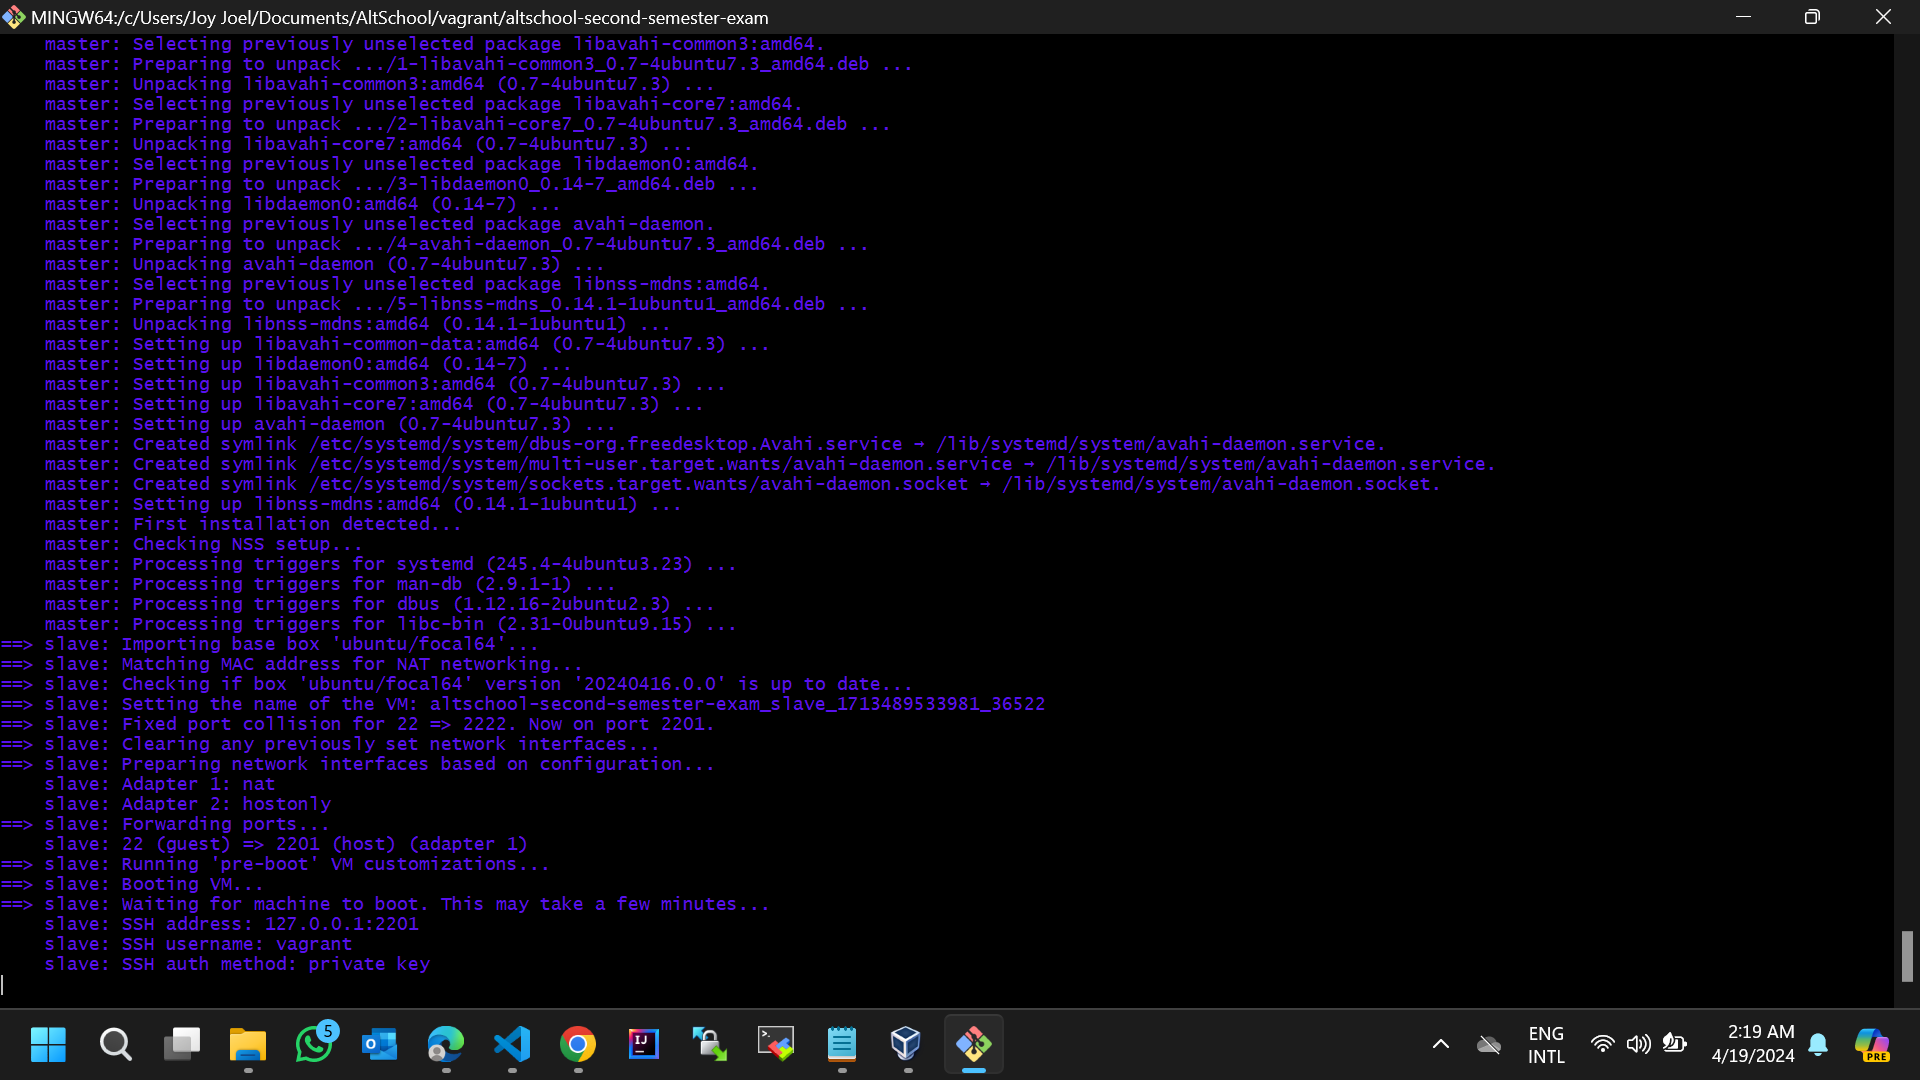 MINGW64:/c/Users/Joy Joel/Documents/AltSchool/vagrant/altschool-second-semester-exam
master: Selecting previously unselected package libavahi-common3:amd64.
master: Preparing to unpack .../1-libavahi-common3_0.7-4ubuntu7.3_amd64.deb ...
master: Unpacking libavahi-common3:amd64 (0.7-4ubuntu7.3) ...
master: Selecting previously unselected package libavahi-core7:amd64.
master: Preparing to unpack .../2-libavahi-core7_0.7-4ubuntu7.3_amd64.deb ...
master: Unpacking libavahi-core7:amd64 (0.7-4ubuntu7.3) ...
master: Selecting previously unselected package libdaemon0:amd64.
master: Preparing to unpack .../3-libdaemon0_0.14-7_amd64.deb ...
master: Unpacking libdaemon0:amd64 (0.14-7) ...
master: Selecting previously unselected package avahi-daemon.
master: Preparing to unpack .../4-avahi-daemon_0.7-4ubuntu7.3_amd64.deb ...
master: Unpacking avahi-daemon (0.7-4ubuntu7.3) ...
master: Selecting previously unselected package libnss-mdns:amd64.
master: Preparing to unpack .../5-libnss-mdns_0.14.1-1ubuntu1_amd64.deb ...
master: Unpacking libnss-mdns:amd64 (0.14.1-1ubuntu1) ...
master: Setting up libavahi-common-data:amd64 (0.7-4ubuntu7.3) ...
master: Setting up libdaemon0:amd64 (0.14-7) ...
master: Setting up libavahi-common3:amd64 (0.7-4ubuntu7.3) ...
master: Setting up libavahi-core7:amd64 (0.7-4ubuntu7.3) ...
master: Setting up avahi-daemon (0.7-4ubuntu7.3) ...
master: Created symlink /etc/systemd/system/dbus-org.freedesktop.Avahi.service → /lib/systemd/system/avahi-daemon.service.
master: Created symlink /etc/systemd/system/multi-user.target.wants/avahi-daemon.service → /lib/systemd/system/avahi-daemon.service.
master: Created symlink /etc/systemd/system/sockets.target.wants/avahi-daemon.socket → /lib/systemd/system/avahi-daemon.socket.
master: Setting up libnss-mdns:amd64 (0.14.1-1ubuntu1) ...
master: First installation detected...
master: Checking NSS setup...
master: Processing triggers for systemd (245.4-4ubuntu3.23) ...
master: Processing triggers for man-db (2.9.1-1) ...
master: Processing triggers for dbus (1.12.16-2ubuntu2.3) ...
master: Processing triggers for libc-bin (2.31-0ubuntu9.15) ...
==> slave: Importing base box 'ubuntu/focal64'...
==> slave: Matching MAC address for NAT networking...
==> slave: Checking if box 'ubuntu/focal64' version '20240416.0.0' is up to date...
==> slave: Setting the name of the VM: altschool-second-semester-exam_slave_1713489533981_36522
==> slave: Fixed port collision for 22 => 2222. Now on port 2201.
==> slave: Clearing any previously set network interfaces...
==> slave: Preparing network interfaces based on configuration...
slave: Adapter 1: nat
slave: Adapter 2: hostonly
==> slave: Forwarding ports...
slave: 22 (guest) => 2201 (host) (adapter 1)
==> slave: Running 'pre-boot' VM customizations...
==> slave: Booting VM...
==> slave: Waiting for machine to boot. This may take a few minutes...
slave: SSH address: 127.0.0.1:2201
slave: SSH username: vagrant
slave: SSH auth method: private key
5
IJ
ENG
INTL
2:19 AM
4/19/2024
PRE